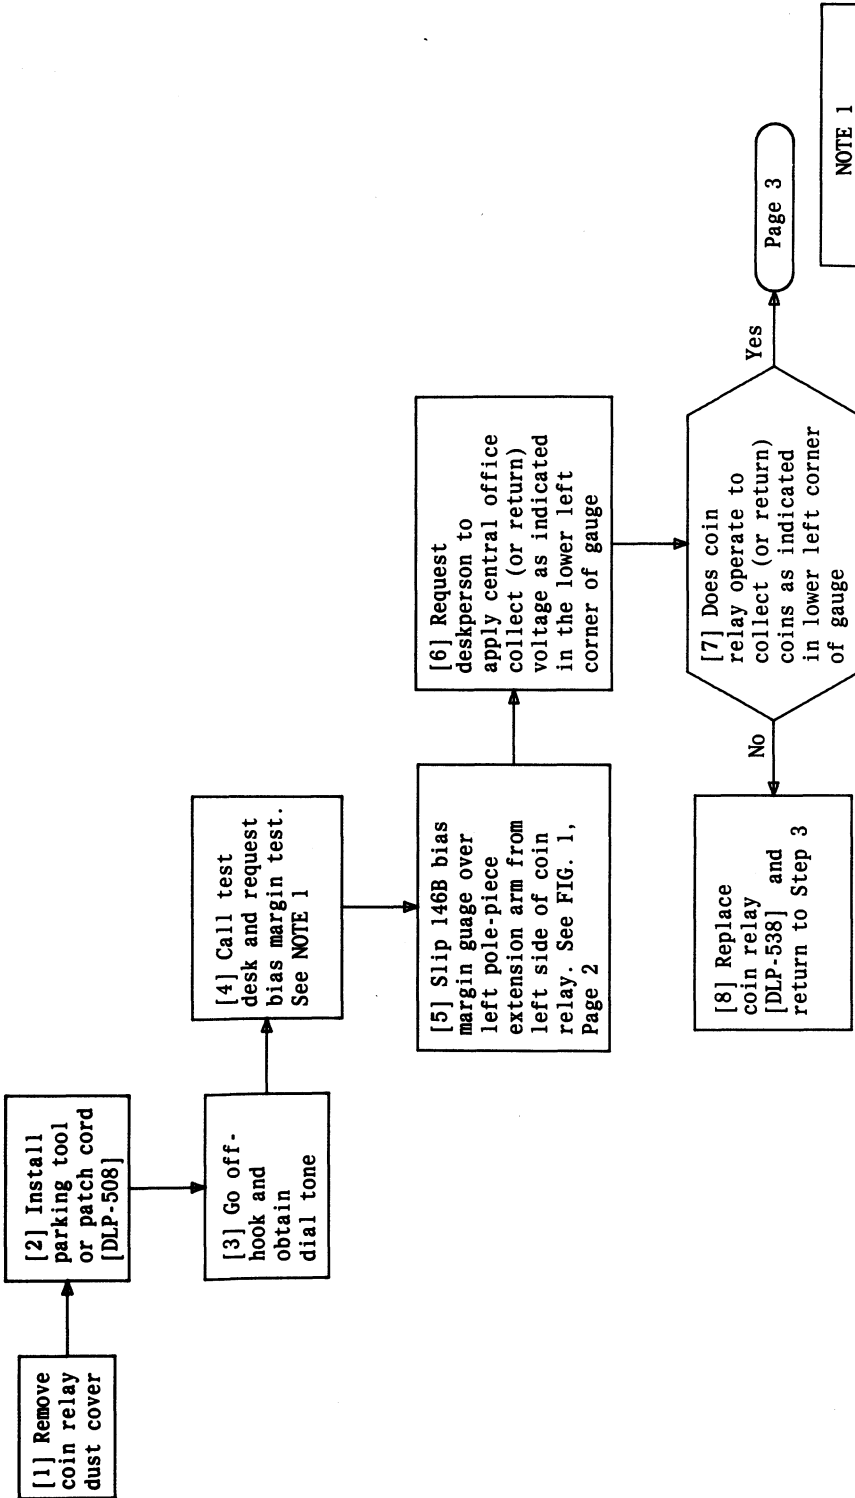 [1] Remove
coin relay
dust cover
[2] Install
parking tool
or patch cord
[DLP-508]
[3] Go off-
hook and
obtain
dial tone
[4] Call test
desk and request
bias margin test.
See NOTE 1
[5] Slip 146B bias
margin guage over
left pole-piece
extension arm from
left side of coin
relay. See FIG. 1,
Page 2
[6] Request
deskperson to
apply central office
collect (or return)
voltage as indicated
in the lower left
corner of gauge
[7] Does coin
relay operate to
collect (or return)
coins as indicated
in lower left corner
of gauge
No
Yes
[8] Replace
coin relay
[DLP-538] and
return to Step 3
Page 3
NOTE 1